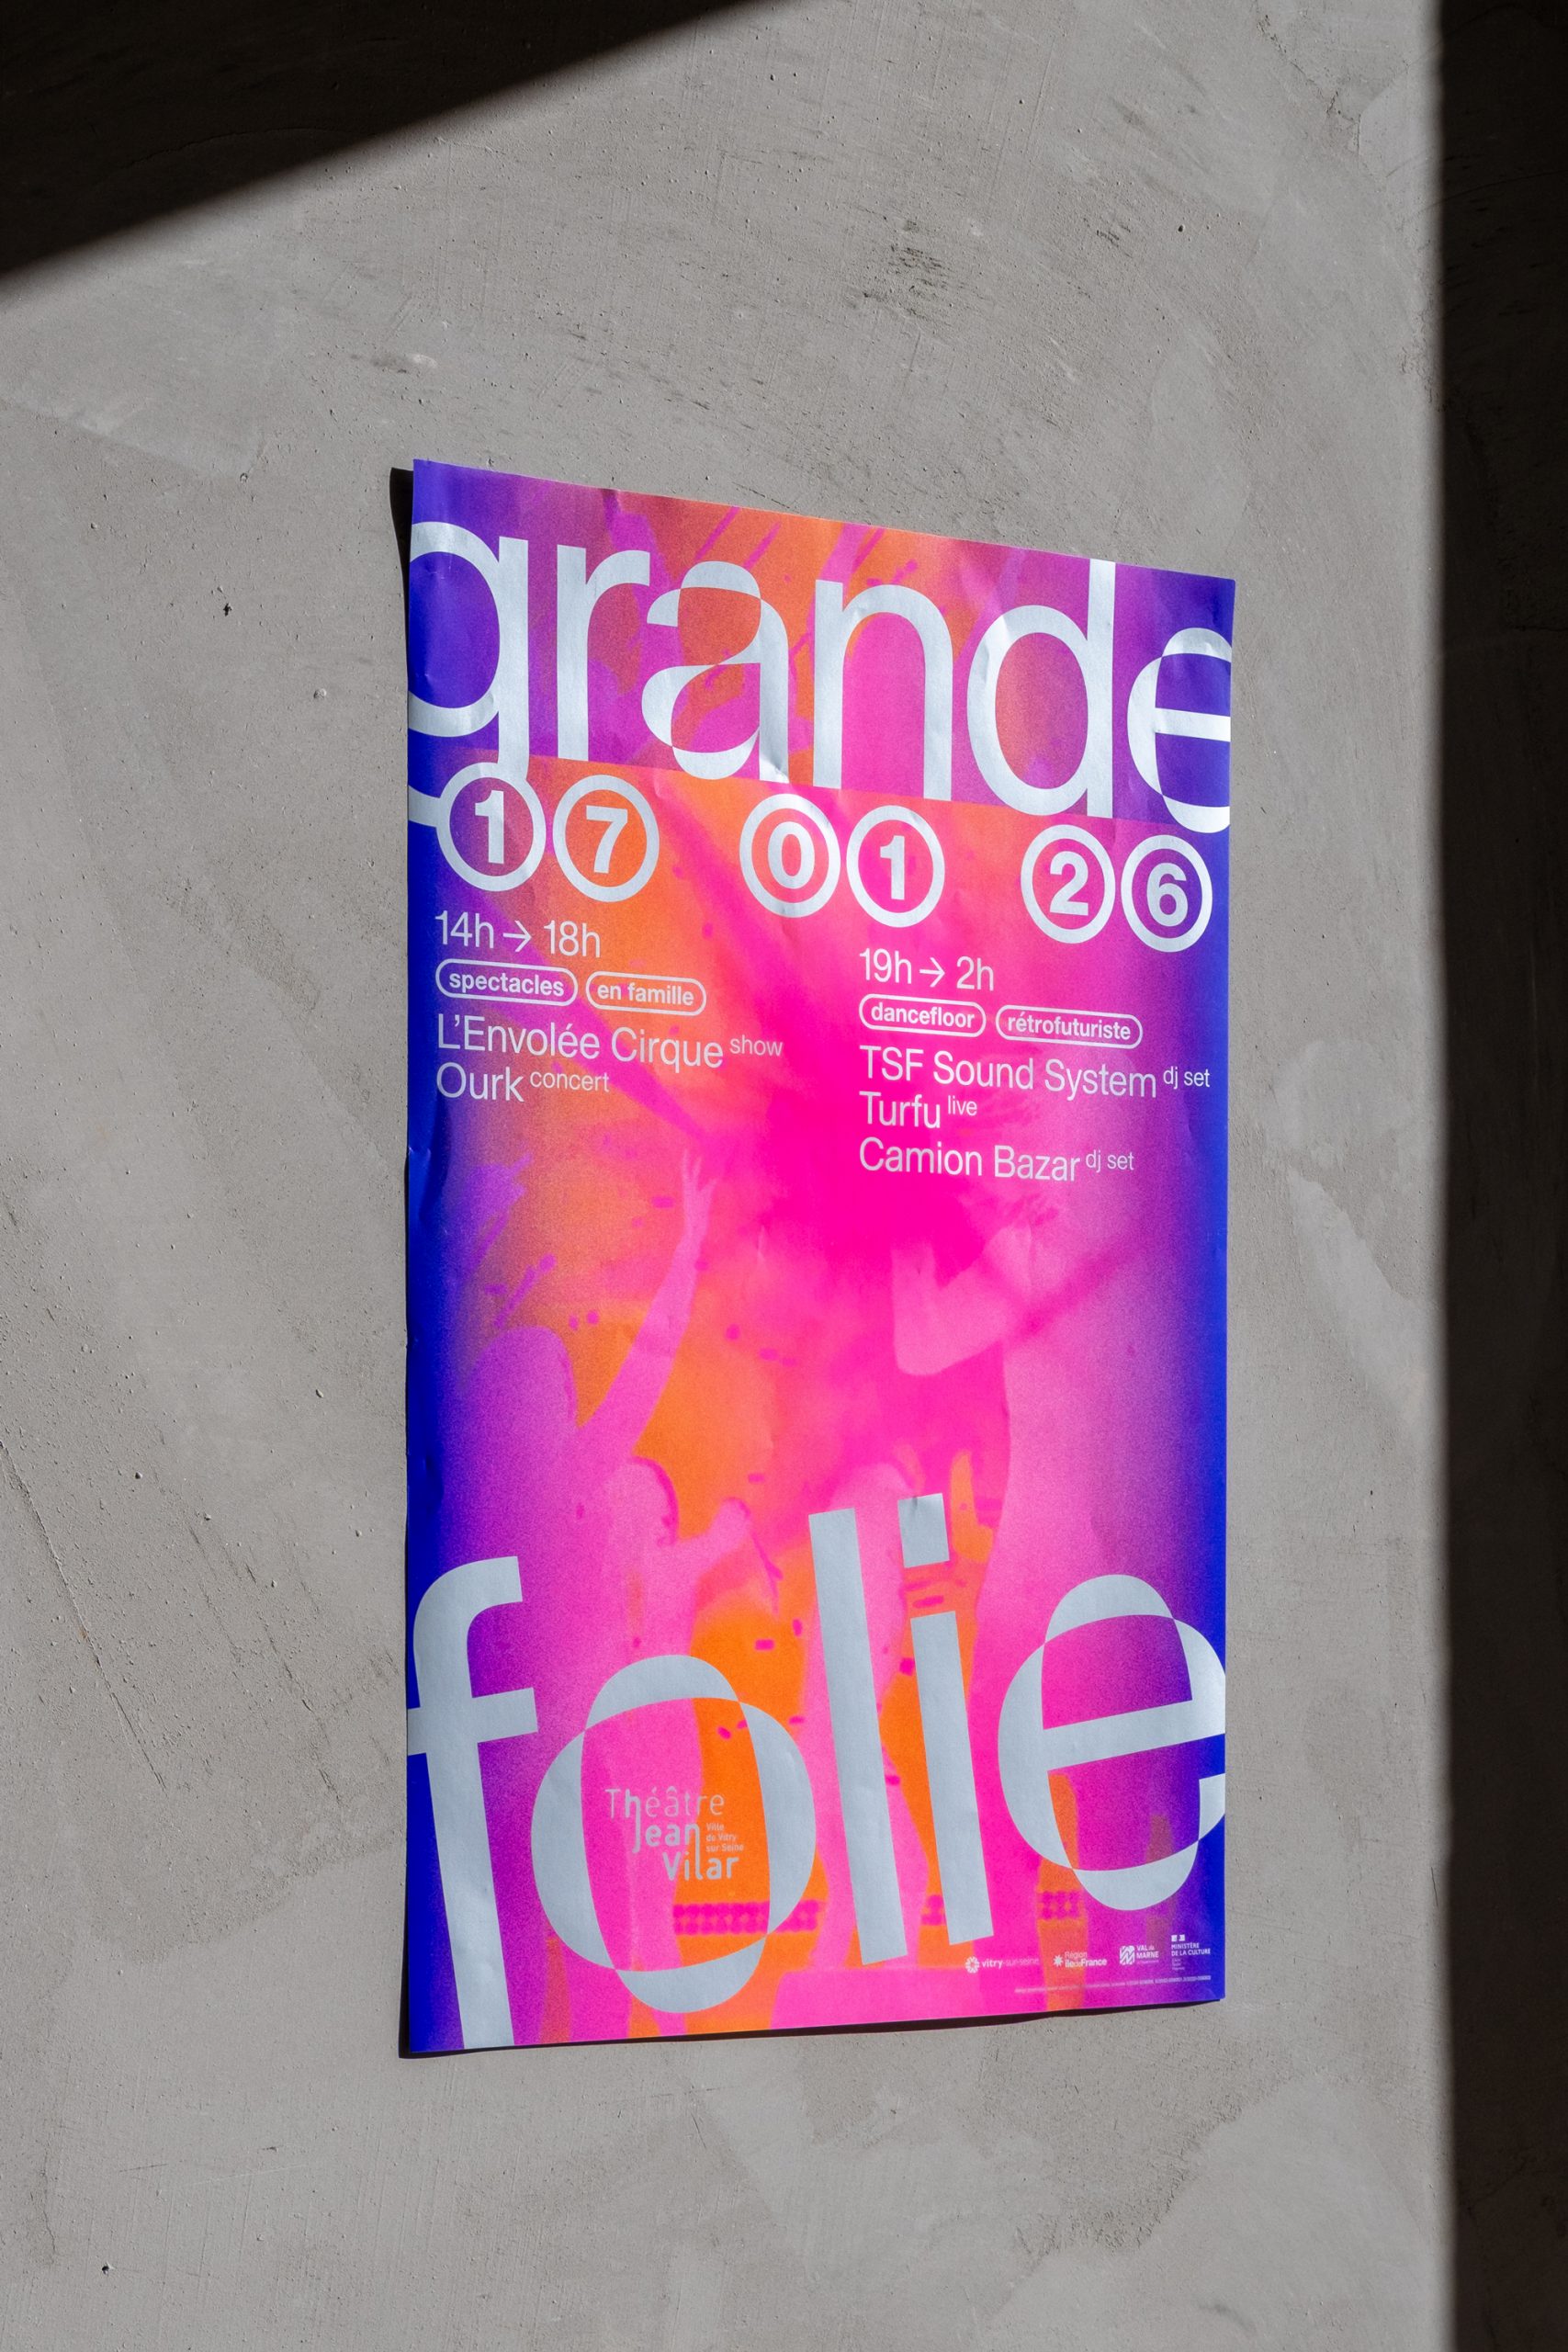 grande
17 01 26
14h → 18h
spectacles en famille
L'Envolée Cirque show
Ourk concert
19h → 2h
dancefloor rétrofuturiste
TSF Sound System dj set
Turfu live
Camion Bazar dj set
folie
Théâtre
Jean
Vilar
Ville
de Vitry
sur Seine
vitry-sur-seine
Région
île de France
VAL de
MARNE
MINISTÈRE
DE LA CULTURE